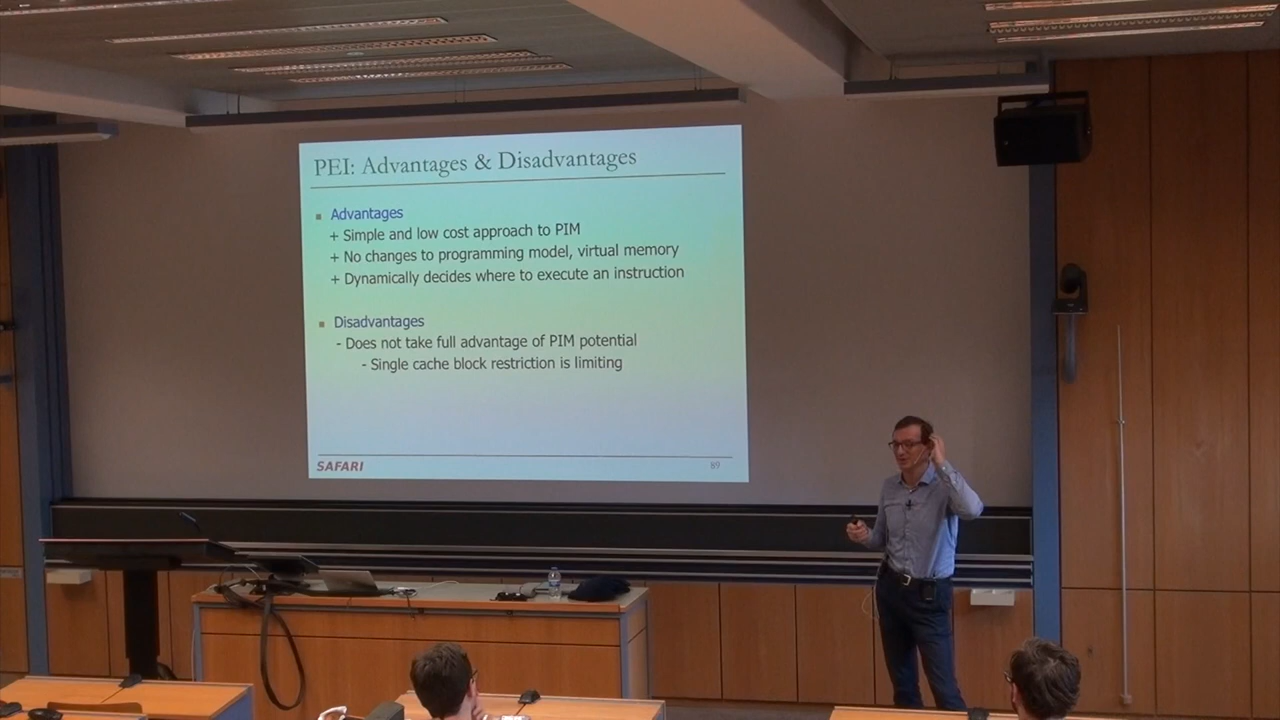 PEI: Advantages & Disadvantages
Advantages
+ Simple and low cost approach to PIM
+ No changes to programming model, virtual memory
+ Dynamically decides where to execute an instruction
Disadvantages
- Does not take full advantage of PIM potential
- Single cache block restriction is limiting
SAFARI
89